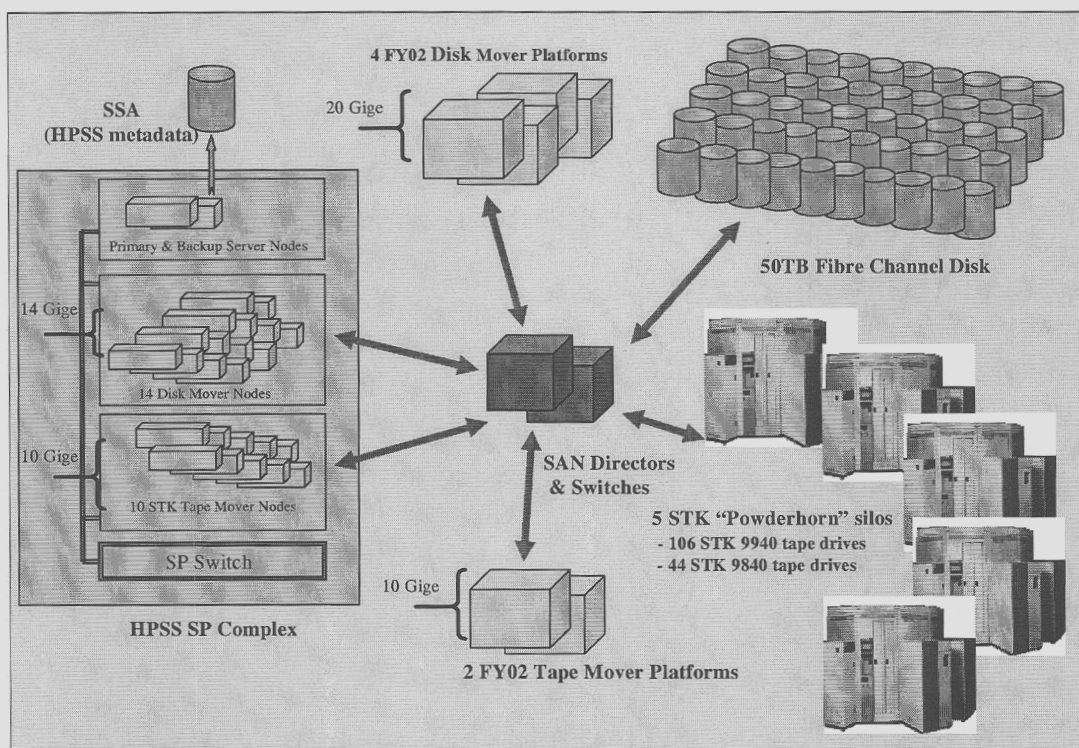 4 FY02 Disk Mover Platforms
20 Gige
SSA
(HPSS metadata)
Primary & Backup Server Nodes
50TB Fibre Channel Disk
14 Gige
14 Disk Mover Nodes
10 Gige
10 STK Tape Mover Nodes
SP Switch
HPSS SP Complex
SAN Directors
& Switches
5 STK “Powderhorn” silos
- 106 STK 9940 tape drives
- 44 STK 9840 tape drives
10 Gige
2 FY02 Tape Mover Platforms